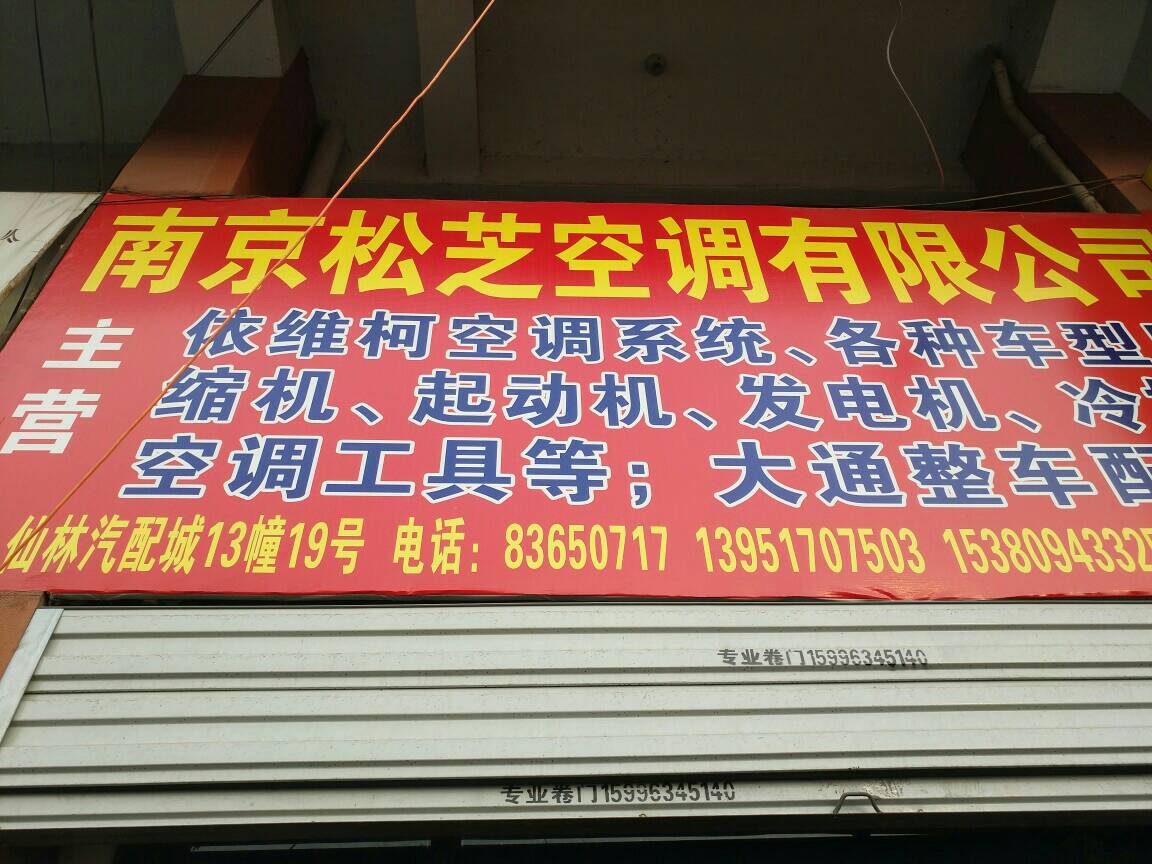 南京松芝空调有限公司
主营
依维柯空调系统、各种车型
缩机、起动机、发电机、冷
空调工具等；大通整车配
仙林汽配城13幢19号 电话：83650717 13951707503 1538094332
专业卷门15996345140
专业卷门15996345140